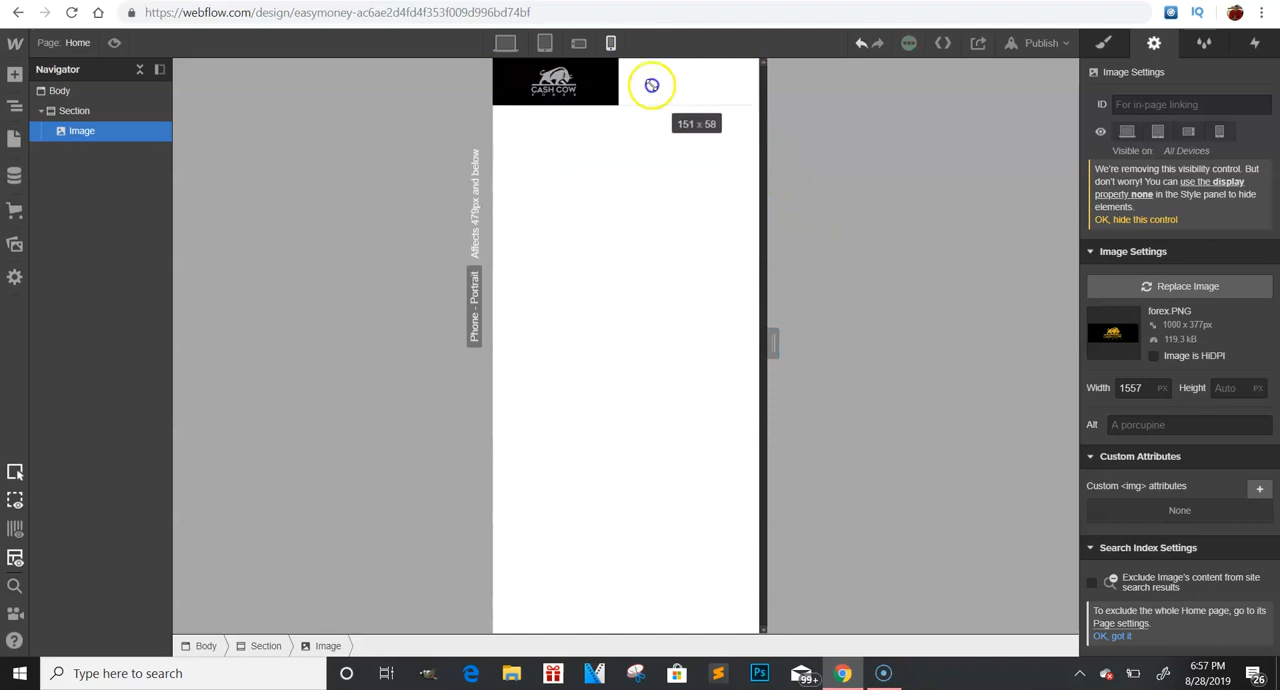 https://webflow.com/design/easymoney-ac6ae2d4fd4f353f009d996bd74bf
IQ
W
Page: Home
Publish
Navigator
Body
Section
Image
CASH COW
FOREX
151 x 58
Affects 479px and below
Phone - Portrait
Image Settings
ID
For in-page linking
Visible on: All Devices
We're removing this visibility control. But
don't worry! You can use the display
property none in the Style panel to hide
elements.
OK, hide this control
Image Settings
Replace Image
forex.PNG
1000 x 377px
119.3 kB
Image is HiDPI
Width
1557
PX
Height
Auto
PX
Alt
A porcupine
Custom Attributes
Custom <img> attributes
+
None
Search Index Settings
Exclude Image's content from site
search results
To exclude the whole Home page, go to its
Page settings.
OK, got it
Body
Section
Image
Type here to search
Ps
99+
6:57 PM
8/28/2019
26